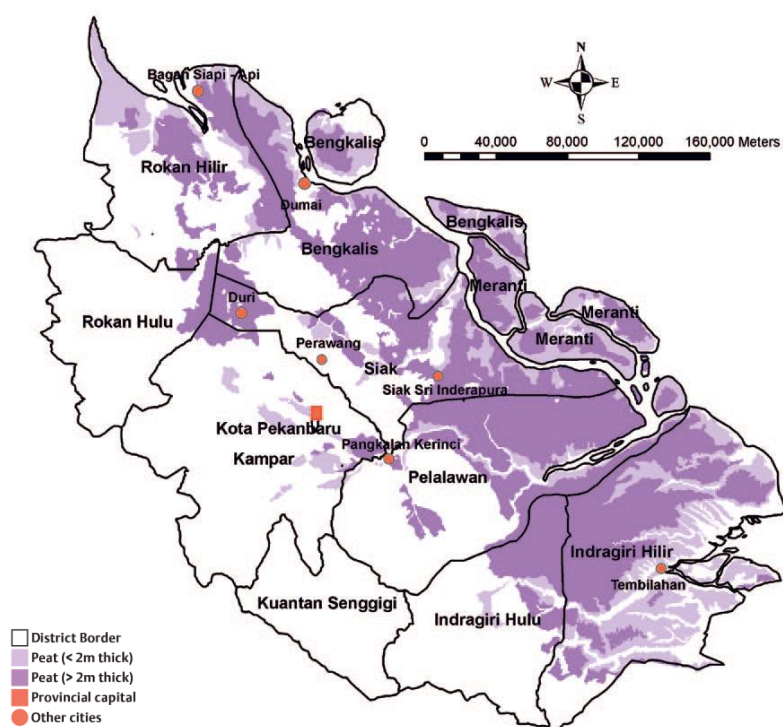 N
W E
S
0 40,000 80,000 120,000 160,000 Meters
Bagan Siapi - Api
Bengkalis
Rokan Hilir
Dumai
Bengkalis
Bengkalis
Meranti
Duri
Meranti
Rokan Hulu
Meranti
Perawang
Siak
Siak Sri Inderapura
Kota Pekanbaru
Pangkalan Kerinci
Kampar
Pelalawan
Indragiri Hilir
Tembilahan
Kuantan Senggigi
Indragiri Hulu
District Border
Peat (< 2m thick)
Peat (> 2m thick)
Provincial capital
Other cities